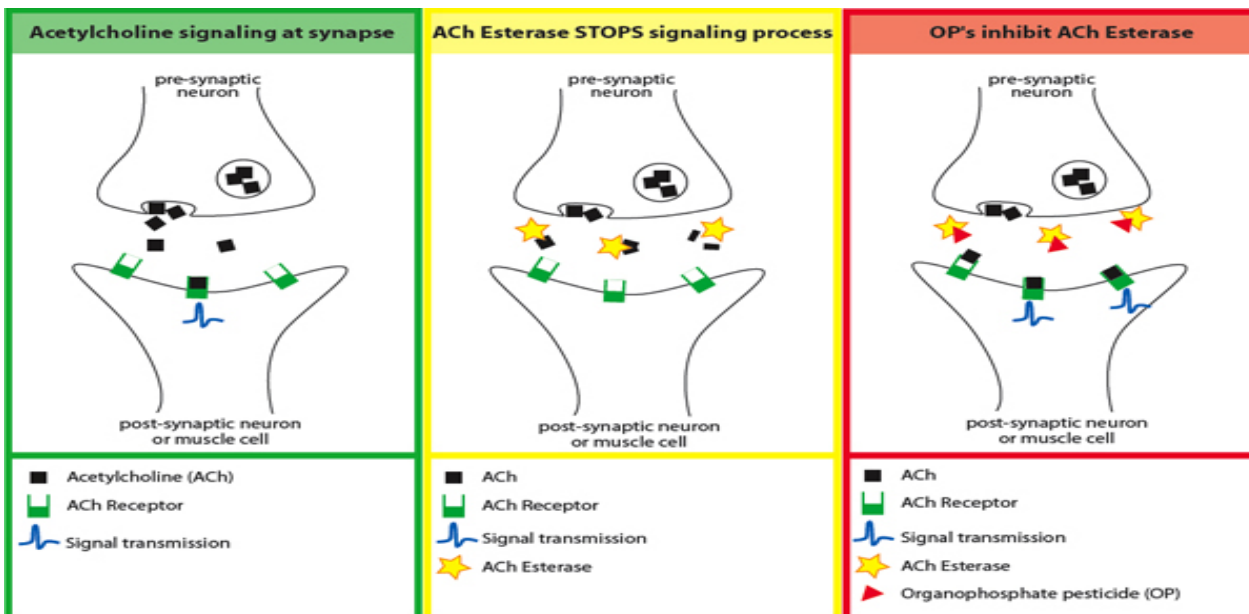 Acetylcholine signaling at synapse
pre-synaptic
neuron
post-synaptic neuron
or muscle cell
Acetylcholine (ACh)
ACh Receptor
Signal transmission
ACh Esterase STOPS signaling process
pre-synaptic
neuron
post-synaptic neuron
or muscle cell
ACh
ACh Receptor
Signal transmission
ACh Esterase
OP's inhibit ACh Esterase
pre-synaptic
neuron
post-synaptic neuron
or muscle cell
ACh
ACh Receptor
Signal transmission
ACh Esterase
Organophosphate pesticide (OP)